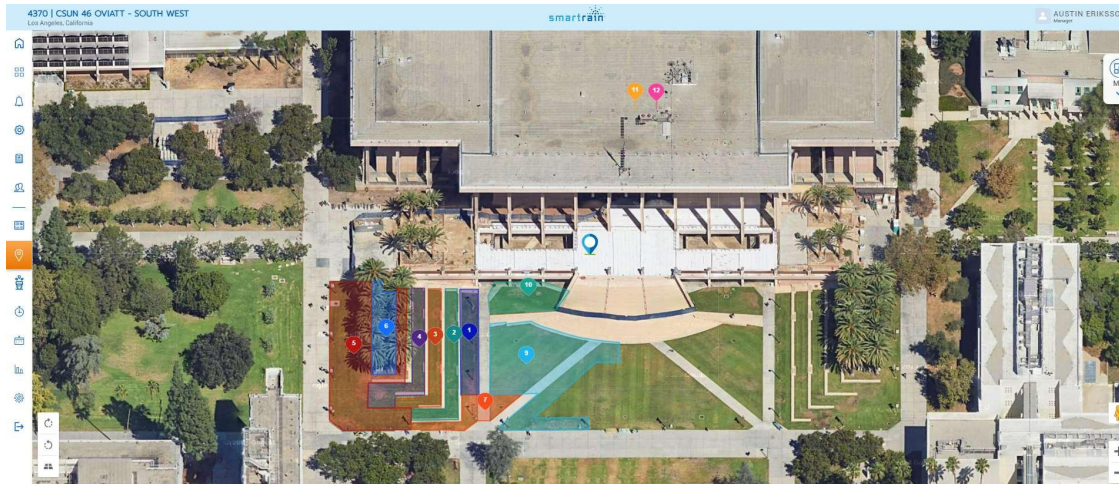 4370 | CSUN 46 OVIATT - SOUTH WEST
Los Angeles, California
smartrain
AUSTIN ERIKSSO
Manager
M
11
12
10
6
5
4
3
2
1
9
7